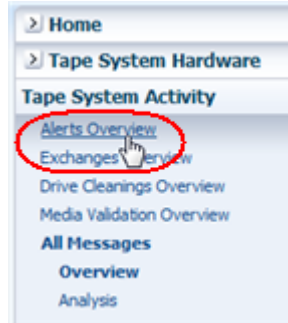 Home
Tape System Hardware
Tape System Activity
Alerts Overview
Exchanges Overview
Drive Cleanings Overview
Media Validation Overview
All Messages
Overview
Analysis